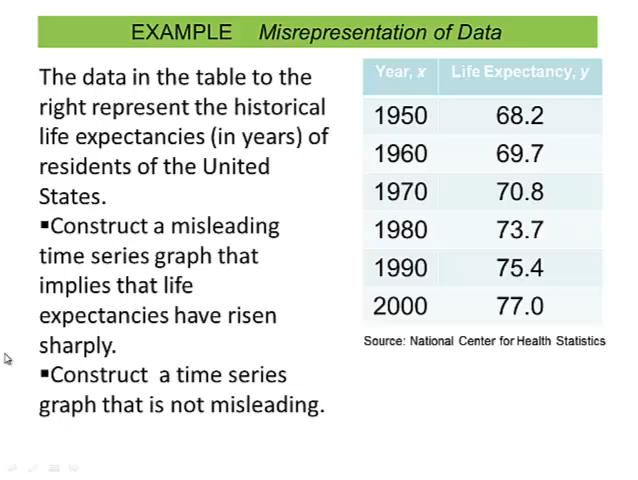 EXAMPLE Misrepresentation of Data
The data in the table to the
right represent the historical
life expectancies (in years) of
residents of the United
States.
▪Construct a misleading
time series graph that
implies that life
expectancies have risen
sharply.
▪Construct a time series
graph that is not misleading.
Year, x Life Expectancy, y
1950 68.2
1960 69.7
1970 70.8
1980 73.7
1990 75.4
2000 77.0
Source: National Center for Health Statistics